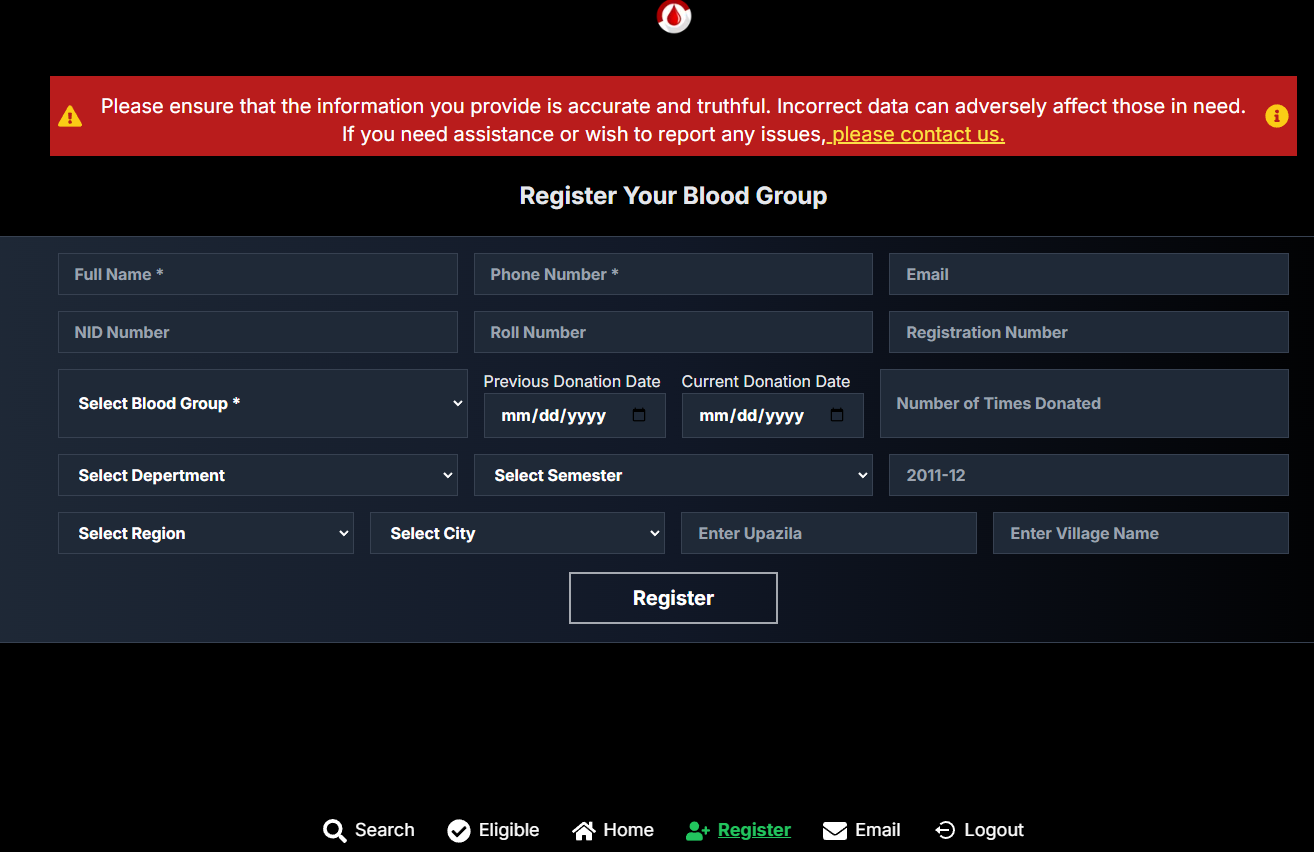 Please ensure that the information you provide is accurate and truthful. Incorrect data can adversely affect those in need.
If you need assistance or wish to report any issues, please contact us.
Register Your Blood Group
Full Name * Phone Number * Email
NID Number Roll Number Registration Number
Previous Donation Date Current Donation Date
Select Blood Group * mm/dd/yyyy mm/dd/yyyy Number of Times Donated
Select Depertment Select Semester 2011-12
Select Region Select City Enter Upazila Enter Village Name
Register
Search Eligible Home Register Email Logout